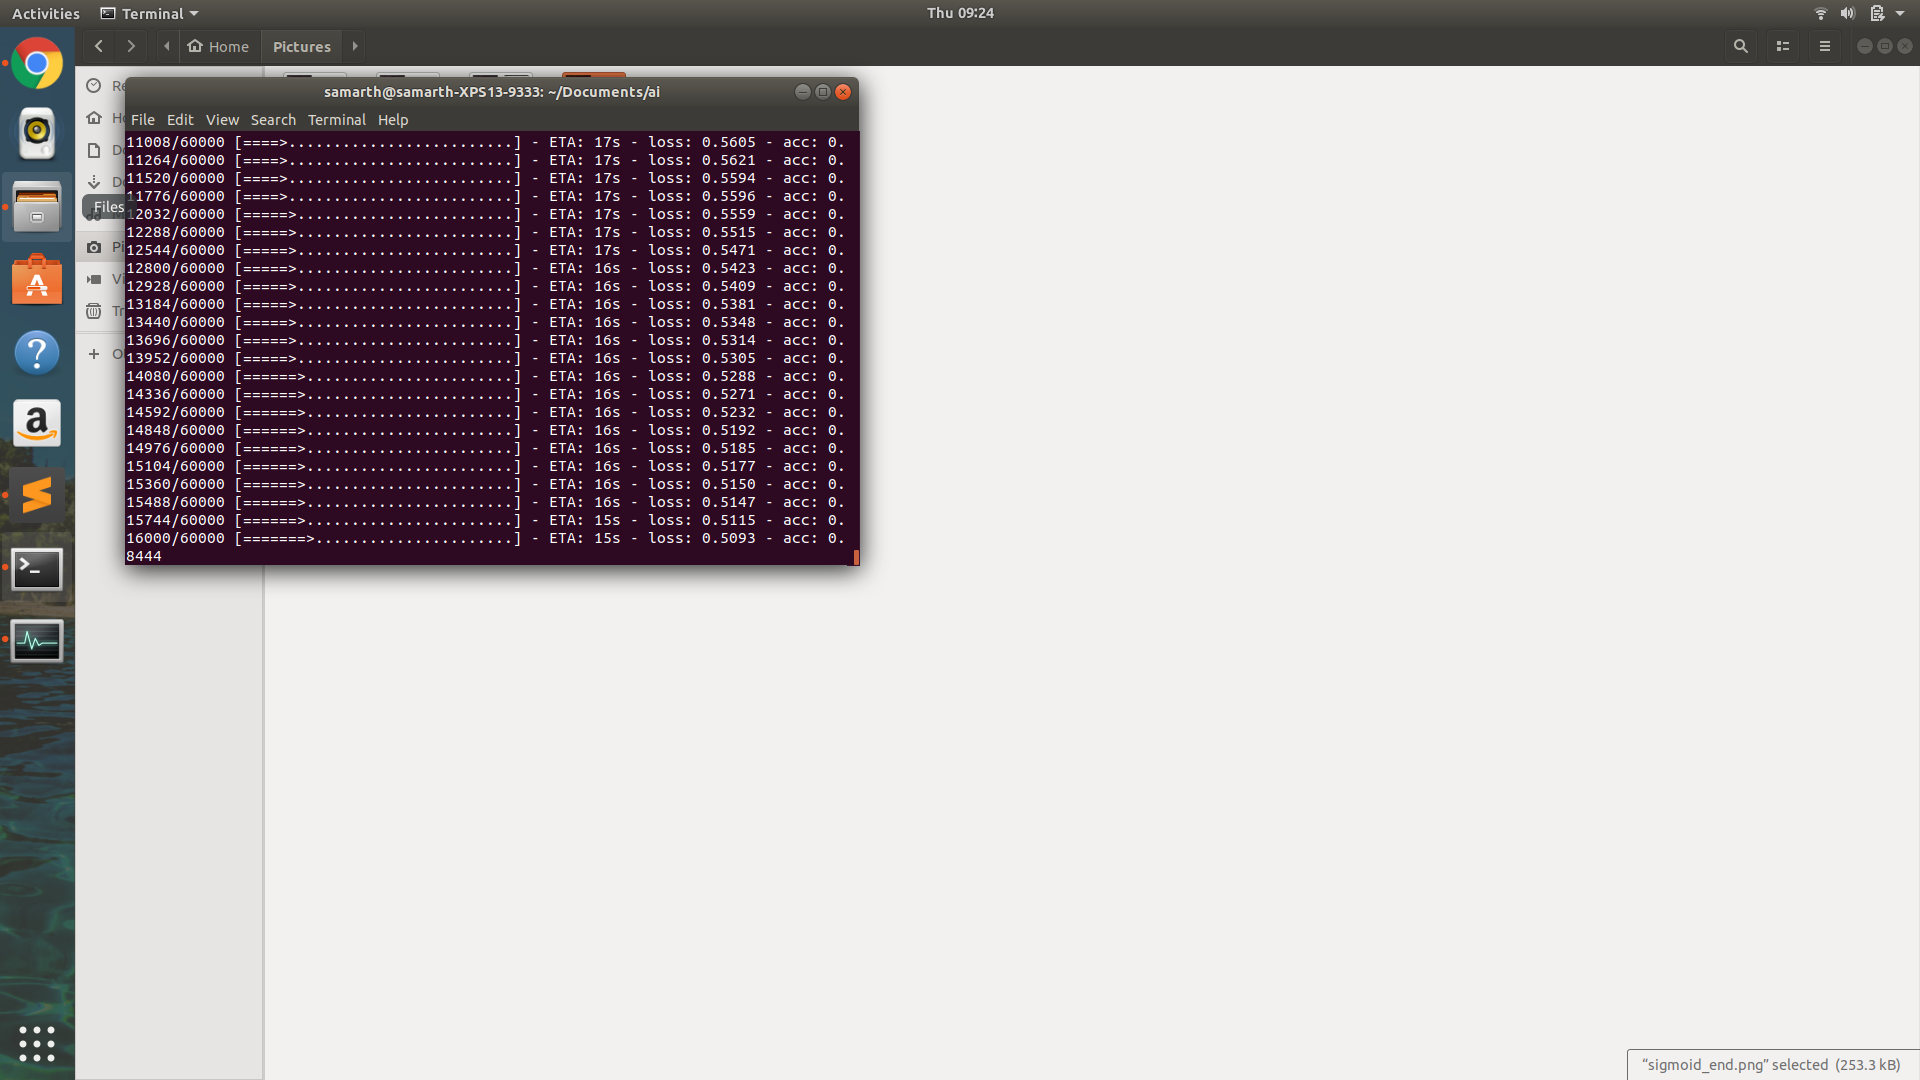 Activities
Terminal
Thu 09:24
Home
Pictures
samarth@samarth-XPS13-9333: ~/Documents/ai
File Edit View Search Terminal Help
11008/60000 [====>.........................] - ETA: 17s - loss: 0.5605 - acc: 0.
11264/60000 [====>.........................] - ETA: 17s - loss: 0.5621 - acc: 0.
11520/60000 [====>.........................] - ETA: 17s - loss: 0.5594 - acc: 0.
11776/60000 [====>.........................] - ETA: 17s - loss: 0.5596 - acc: 0.
12032/60000 [=====>........................] - ETA: 17s - loss: 0.5559 - acc: 0.
12288/60000 [=====>........................] - ETA: 17s - loss: 0.5515 - acc: 0.
12544/60000 [=====>........................] - ETA: 17s - loss: 0.5471 - acc: 0.
12800/60000 [=====>........................] - ETA: 16s - loss: 0.5423 - acc: 0.
12928/60000 [=====>........................] - ETA: 16s - loss: 0.5409 - acc: 0.
13184/60000 [=====>........................] - ETA: 16s - loss: 0.5381 - acc: 0.
13440/60000 [=====>........................] - ETA: 16s - loss: 0.5348 - acc: 0.
13696/60000 [=====>........................] - ETA: 16s - loss: 0.5314 - acc: 0.
13952/60000 [=====>........................] - ETA: 16s - loss: 0.5305 - acc: 0.
14080/60000 [======>.......................] - ETA: 16s - loss: 0.5288 - acc: 0.
14336/60000 [======>.......................] - ETA: 16s - loss: 0.5271 - acc: 0.
14592/60000 [======>.......................] - ETA: 16s - loss: 0.5232 - acc: 0.
14848/60000 [======>.......................] - ETA: 16s - loss: 0.5192 - acc: 0.
14976/60000 [======>.......................] - ETA: 16s - loss: 0.5185 - acc: 0.
15104/60000 [======>.......................] - ETA: 16s - loss: 0.5177 - acc: 0.
15360/60000 [======>.......................] - ETA: 16s - loss: 0.5150 - acc: 0.
15488/60000 [======>.......................] - ETA: 16s - loss: 0.5147 - acc: 0.
15744/60000 [======>.......................] - ETA: 15s - loss: 0.5115 - acc: 0.
16000/60000 [=======>......................] - ETA: 15s - loss: 0.5093 - acc: 0.
8444
Files
“sigmoid_end.png” selected (253.3 kB)